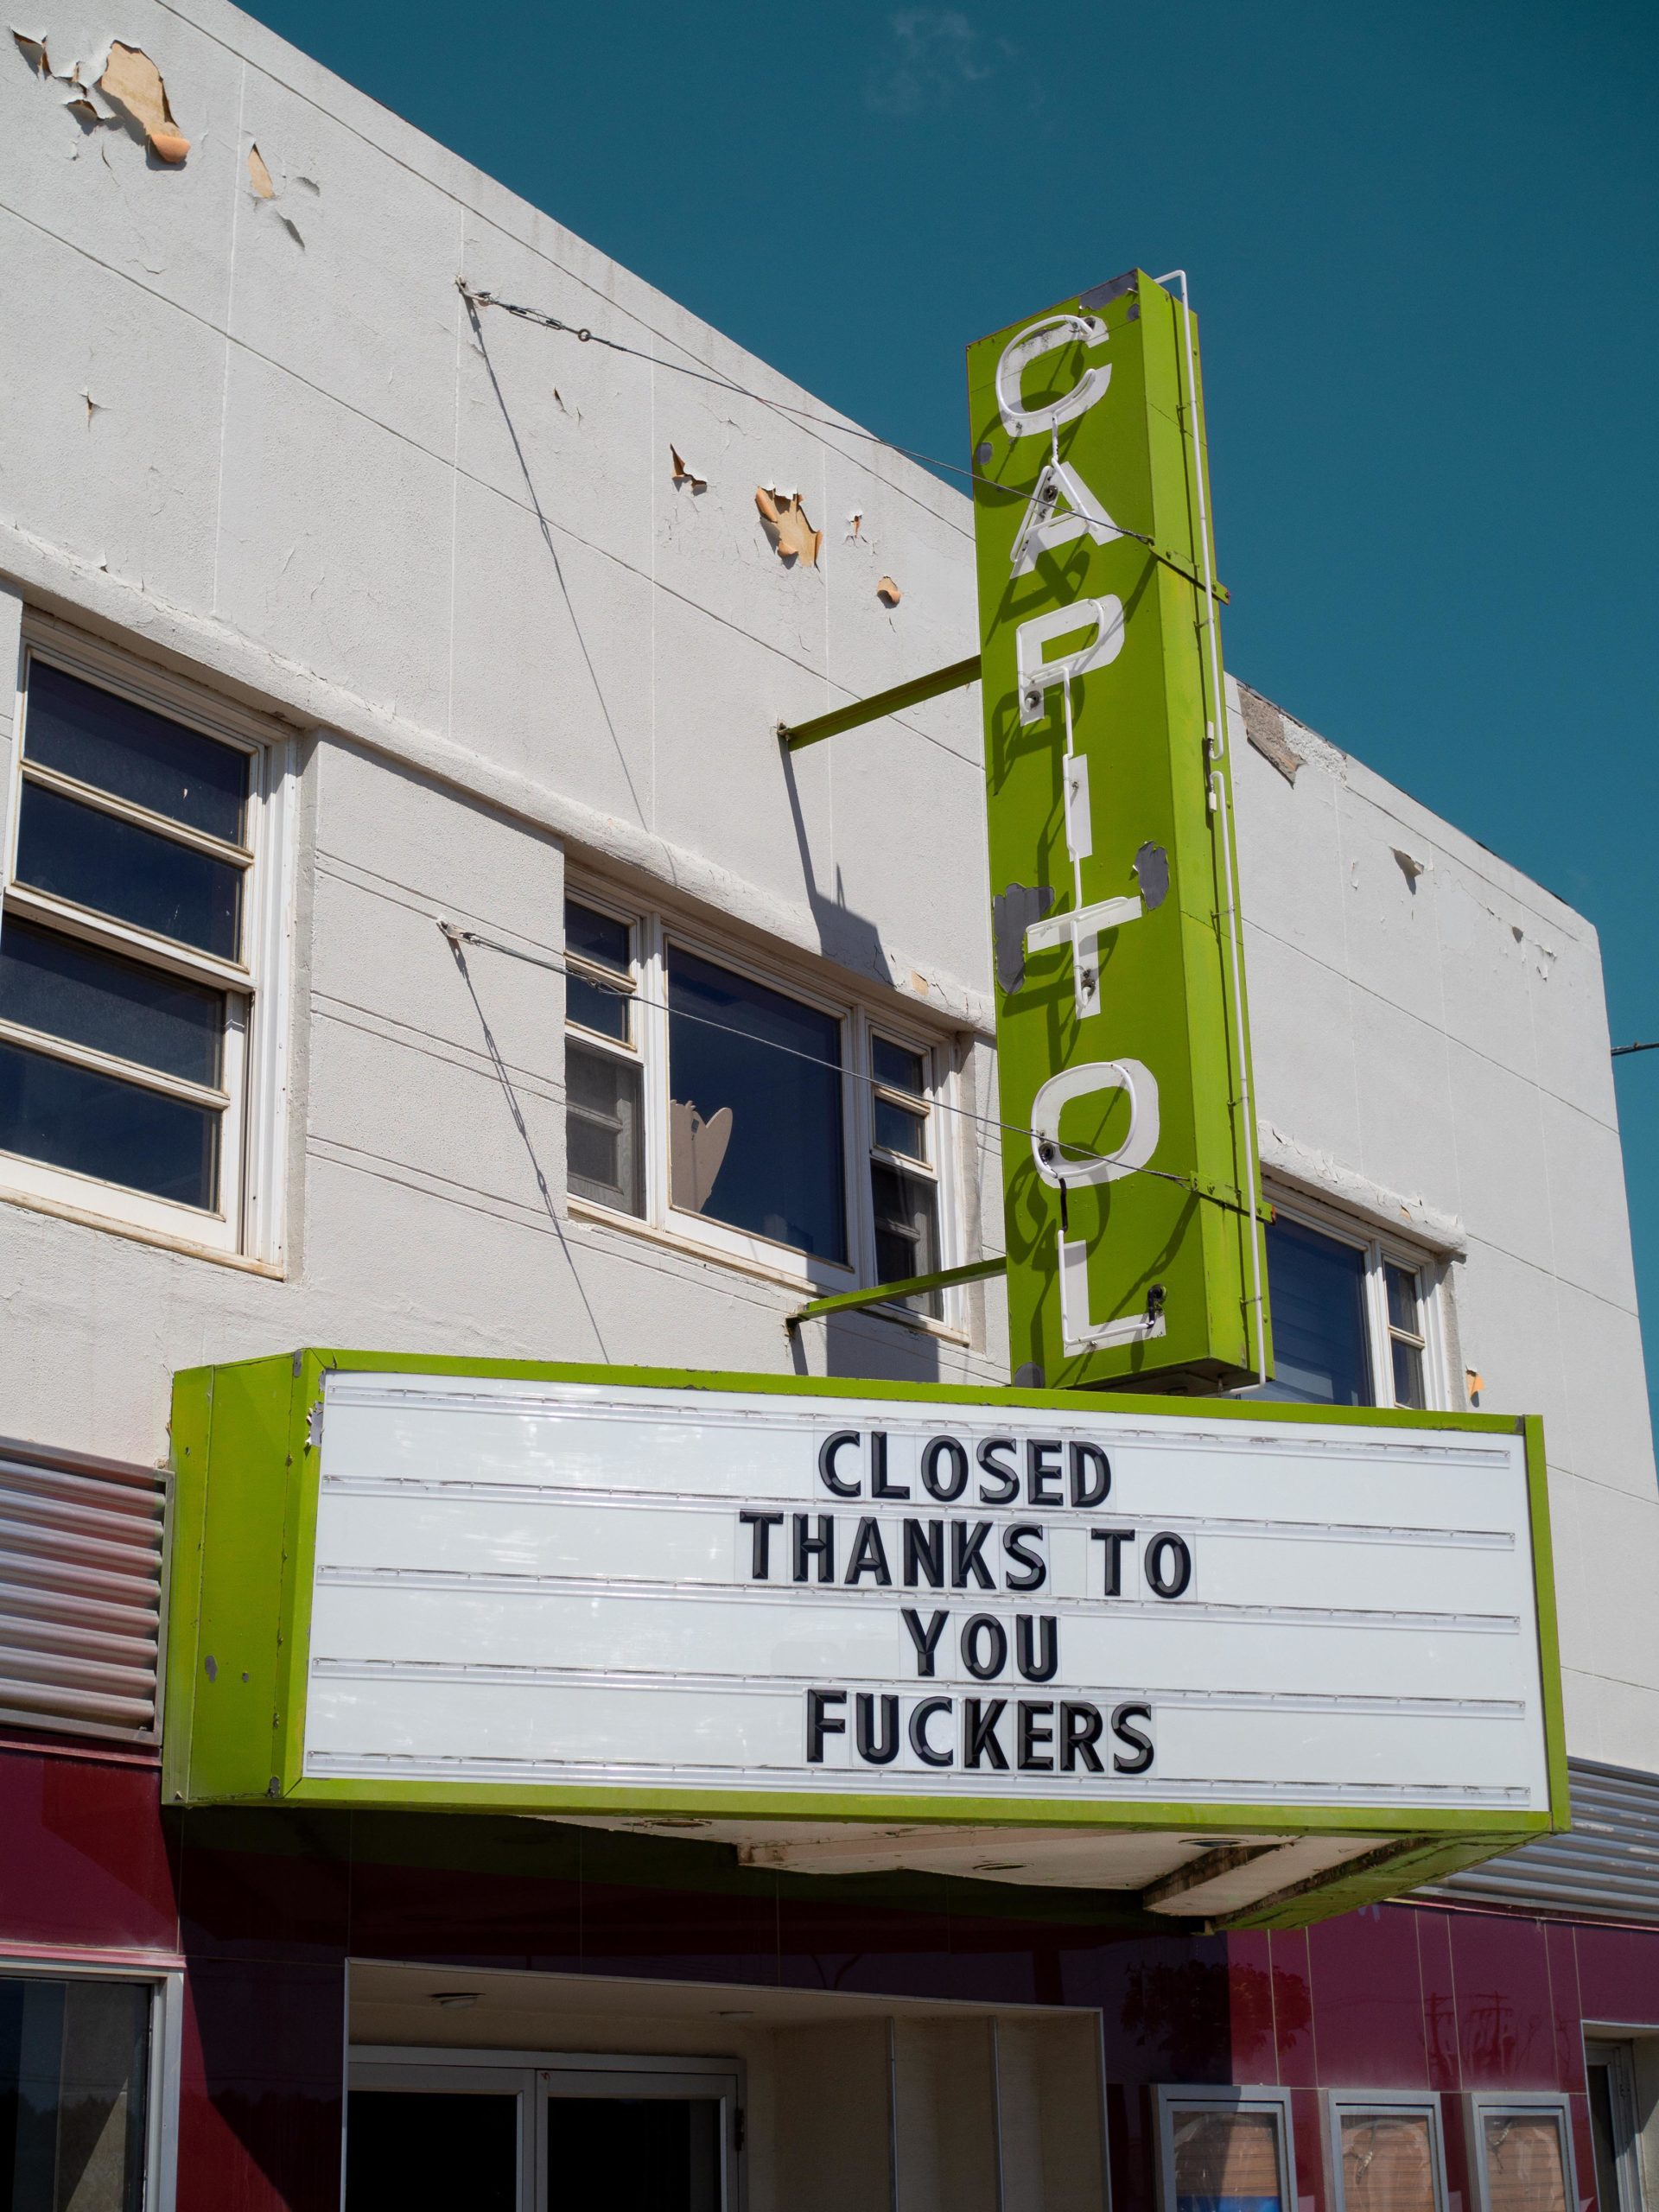 CAPITOL
CLOSED
THANKS TO
YOU
FUCKERS